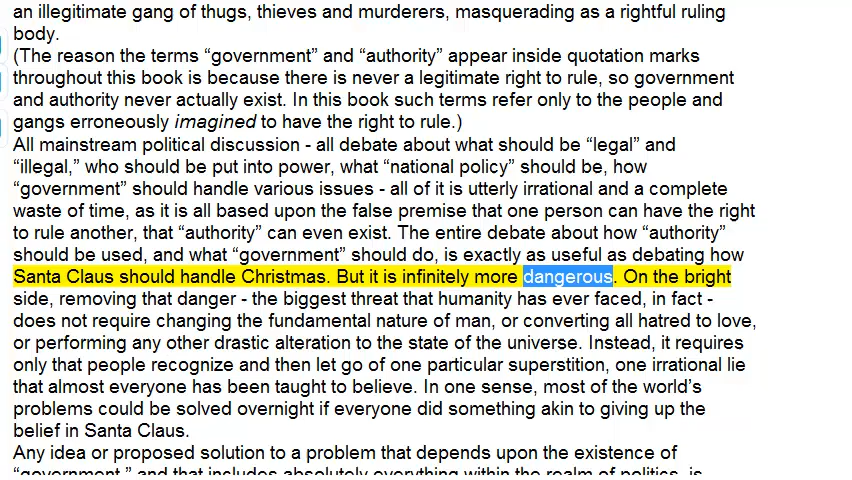 an illegitimate gang of thugs, thieves and murderers, masquerading as a rightful ruling
body.
(The reason the terms “government” and “authority” appear inside quotation marks
throughout this book is because there is never a legitimate right to rule, so government
and authority never actually exist. In this book such terms refer only to the people and
gangs erroneously imagined to have the right to rule.)
All mainstream political discussion - all debate about what should be “legal” and
“illegal,” who should be put into power, what “national policy” should be, how
“government” should handle various issues - all of it is utterly irrational and a complete
waste of time, as it is all based upon the false premise that one person can have the right
to rule another, that “authority” can even exist. The entire debate about how “authority”
should be used, and what “government” should do, is exactly as useful as debating how
Santa Claus should handle Christmas. But it is infinitely more dangerous. On the bright
side, removing that danger - the biggest threat that humanity has ever faced, in fact -
does not require changing the fundamental nature of man, or converting all hatred to love,
or performing any other drastic alteration to the state of the universe. Instead, it requires
only that people recognize and then let go of one particular superstition, one irrational lie
that almost everyone has been taught to believe. In one sense, most of the world’s
problems could be solved overnight if everyone did something akin to giving up the
belief in Santa Claus.
Any idea or proposed solution to a problem that depends upon the existence of
“government,” and that includes absolutely everything within the realm of politics, is